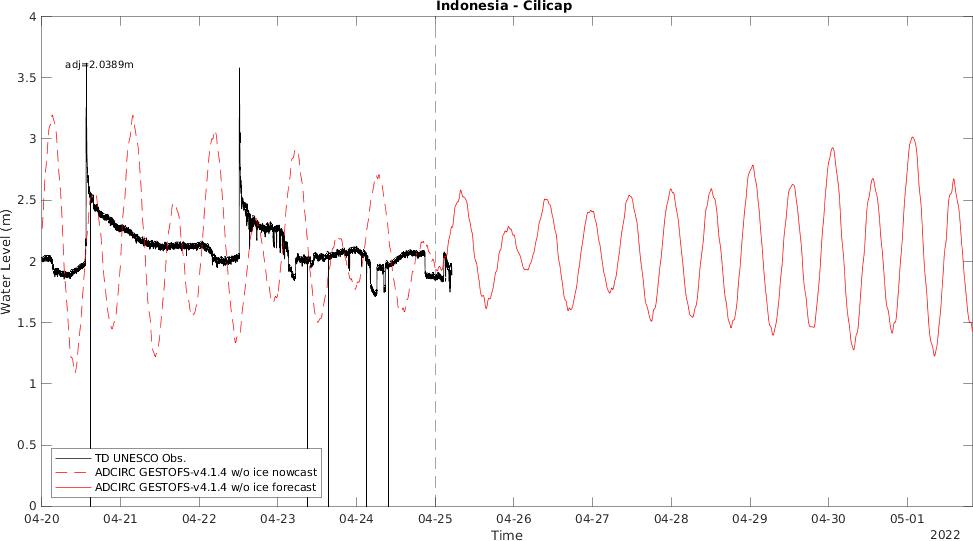 Indonesia - Cilicap
adj=2.0389m
Water Level (m)
4
3.5
3
2.5
2
1.5
1
0.5
0
TD UNESCO Obs.
ADCIRC GESTOFS-v4.1.4 w/o ice nowcast
ADCIRC GESTOFS-v4.1.4 w/o ice forecast
04-20 04-21 04-22 04-23 04-24 04-25 04-26 04-27 04-28 04-29 04-30 05-01
Time
2022